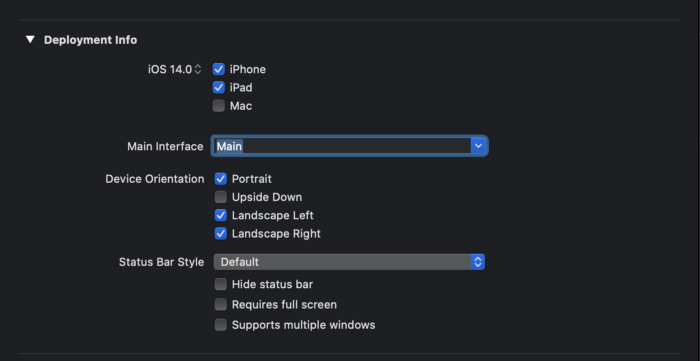 Deployment Info
iOS 14.0 iPhone
iPad
Mac
Main Interface Main
Device Orientation Portrait
Upside Down
Landscape Left
Landscape Right
Status Bar Style Default
Hide status bar
Requires full screen
Supports multiple windows